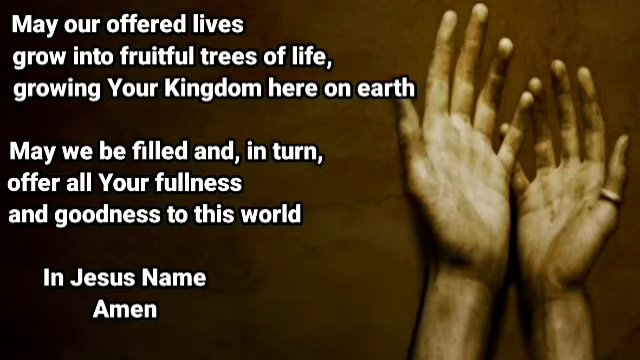 May our offered lives
grow into fruitful trees of life,
growing Your Kingdom here on earth
May we be filled and, in turn,
offer all Your fullness
and goodness to this world
In Jesus Name
Amen